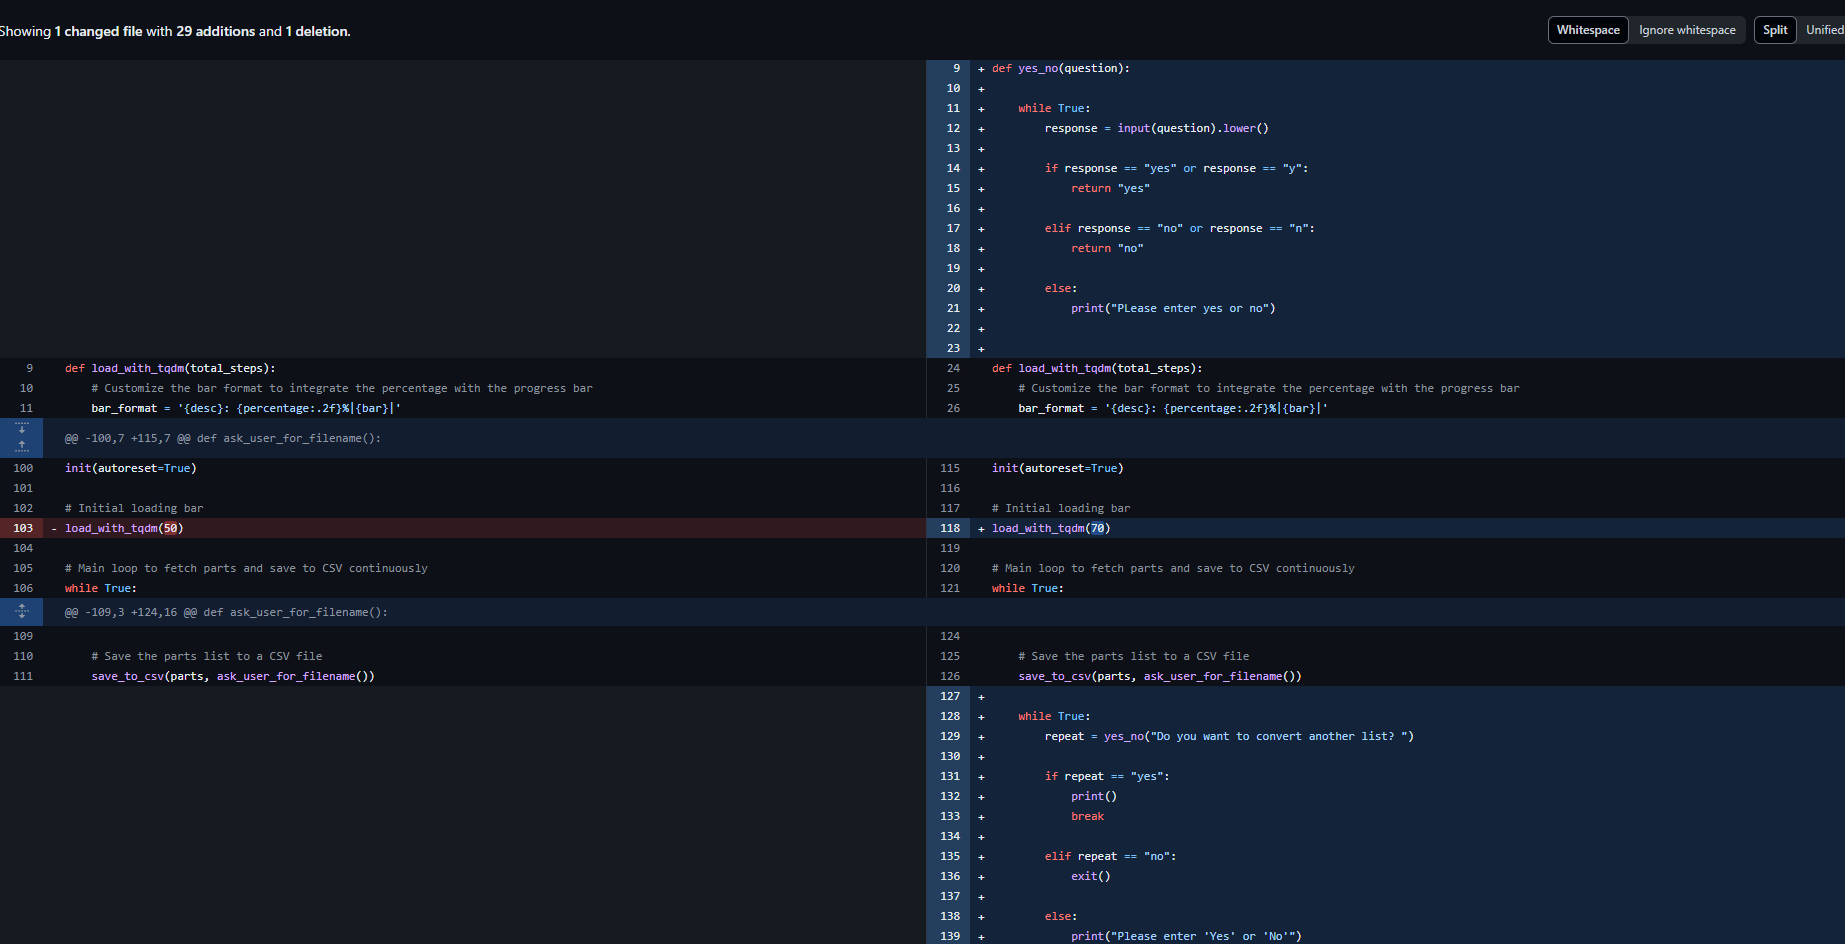 Showing 1 changed file with 29 additions and 1 deletion.
Whitespace Ignore whitespace Split Unified
9 + def yes_no(question):
10 +
11 + while True:
12 + response = input(question).lower()
13 +
14 + if response == "yes" or response == "y":
15 + return "yes"
16 +
17 + elif response == "no" or response == "n":
18 + return "no"
19 +
20 + else:
21 + print("PLease enter yes or no")
22 +
23 +
9 def load_with_tqdm(total_steps): 24 def load_with_tqdm(total_steps):
10 # Customize the bar format to integrate the percentage with the progress bar 25 # Customize the bar format to integrate the percentage with the progress bar
11 bar_format = '{desc}: {percentage:.2f}%|{bar}|' 26 bar_format = '{desc}: {percentage:.2f}%|{bar}|'
@@ -100,7 +115,7 @@ def ask_user_for_filename():
100 init(autoreset=True) 115 init(autoreset=True)
101 116
102 # Initial loading bar 117 # Initial loading bar
103 - load_with_tqdm(50) 118 + load_with_tqdm(70)
104 119
105 # Main loop to fetch parts and save to CSV continuously 120 # Main loop to fetch parts and save to CSV continuously
106 while True: 121 while True:
@@ -109,3 +124,16 @@ def ask_user_for_filename():
109 124
110 # Save the parts list to a CSV file 125 # Save the parts list to a CSV file
111 save_to_csv(parts, ask_user_for_filename()) 126 save_to_csv(parts, ask_user_for_filename())
127 +
128 + while True:
129 + repeat = yes_no("Do you want to convert another list? ")
130 +
131 + if repeat == "yes":
132 + print()
133 + break
134 +
135 + elif repeat == "no":
136 + exit()
137 +
138 + else:
139 + print("Please enter 'Yes' or 'No'")